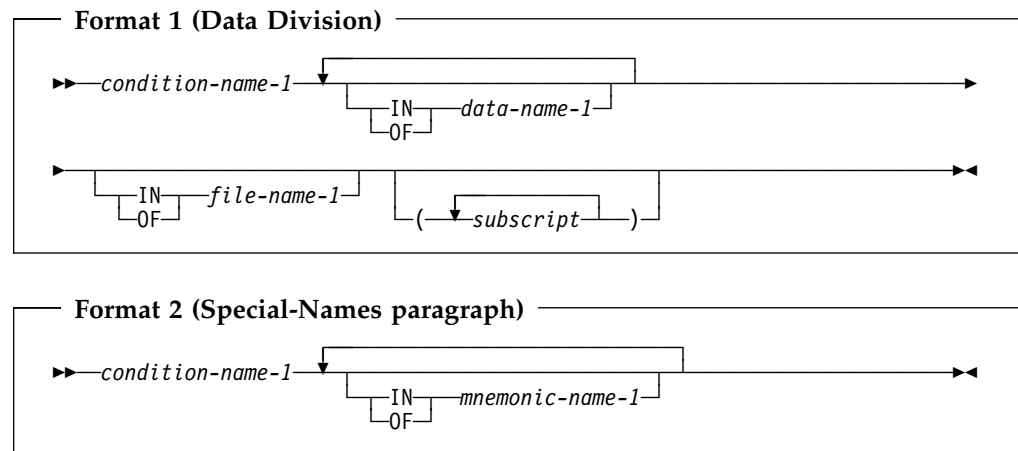 Format 1 (Data Division)
condition-name-1
IN data-name-1
OF
IN file-name-1
OF
( subscript )
Format 2 (Special-Names paragraph)
condition-name-1
IN mnemonic-name-1
OF